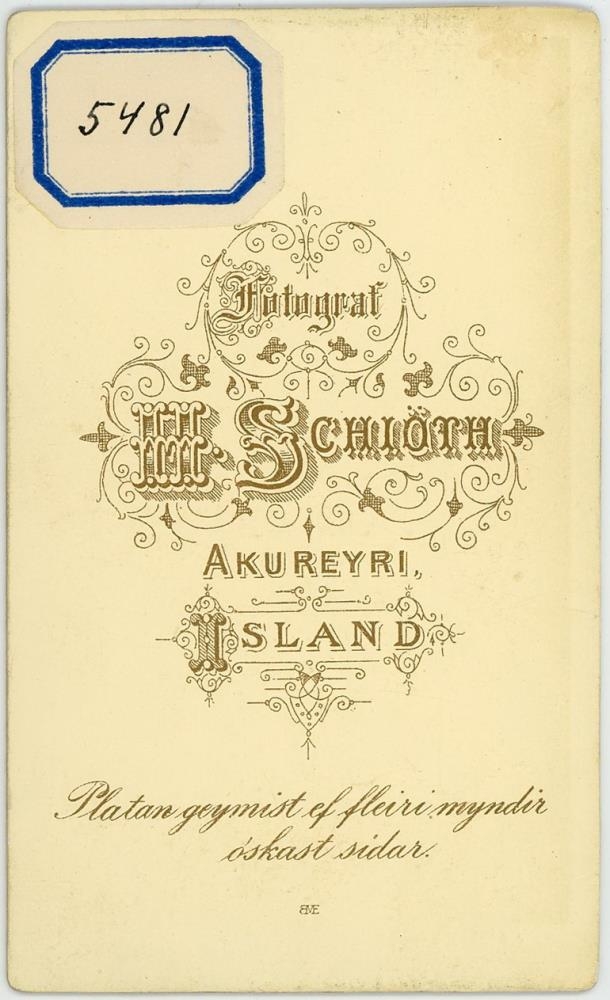 5481
Fotograf
H. Schiöth
Akureyri,
Island
Platan geymist ef fleiri myndir
óskast sidar.